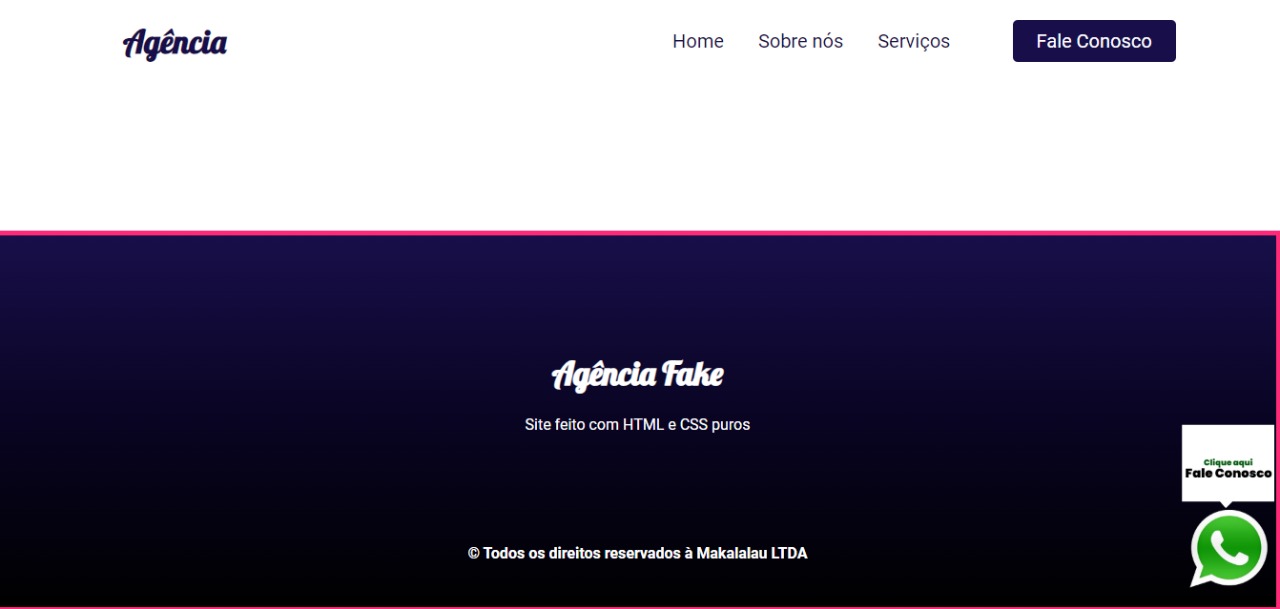 Agência
Home
Sobre nós
Serviços
Fale Conosco
Agência Fake
Site feito com HTML e CSS puros
Clique aqui
Fale Conosco
© Todos os direitos reservados à Makalalau LTDA